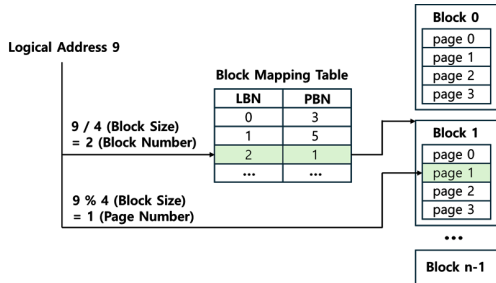 Logical Address 9
9 / 4 (Block Size)
= 2 (Block Number)
9 % 4 (Block Size)
= 1 (Page Number)
Block Mapping Table
LBN PBN
0 3
1 5
2 1
... ...
Block 0
page 0
page 1
page 2
page 3
Block 1
page 0
page 1
page 2
page 3
...
Block n-1